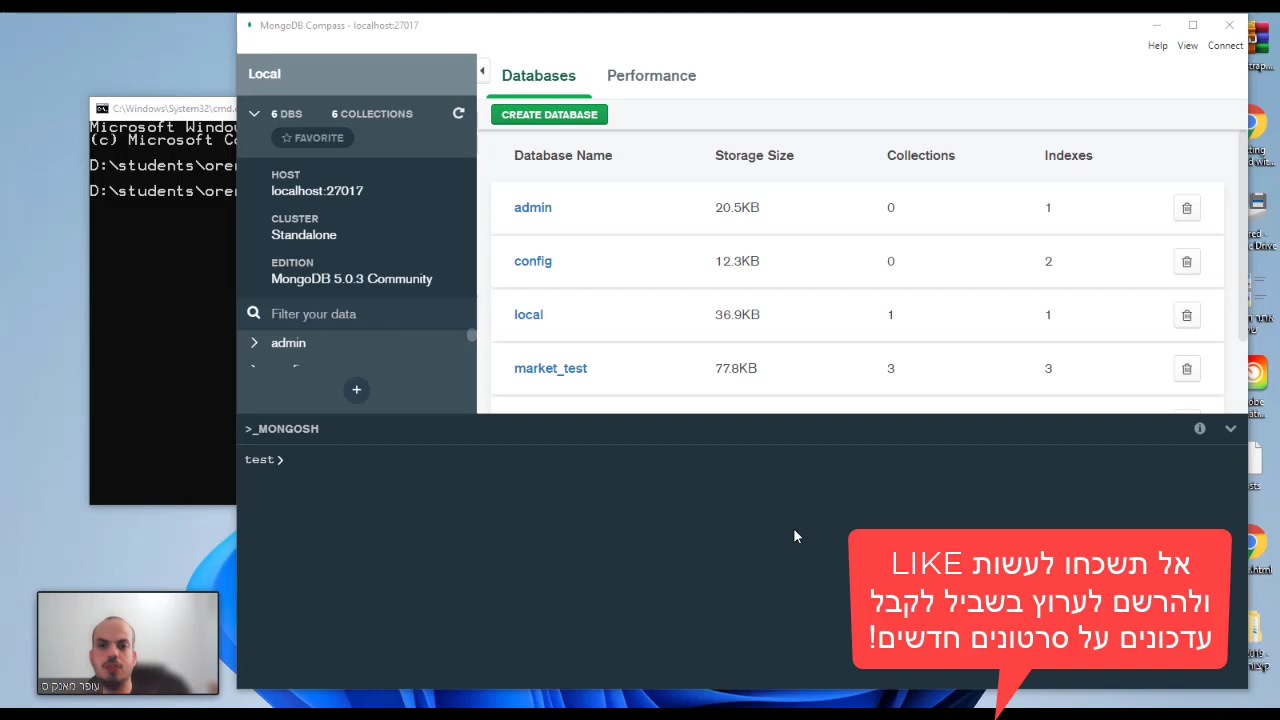 MongoDB Compass - localhost:27017
Help View Connect
Local
Databases Performance
6 DBS 6 COLLECTIONS
FAVORITE
CREATE DATABASE
HOST
localhost:27017
CLUSTER
Standalone
EDITION
MongoDB 5.0.3 Community
Filter your data
admin
Database Name Storage Size Collections Indexes
admin 20.5KB 0 1
config 12.3KB 0 2
local 36.9KB 1 1
market_test 77.8KB 3 3
>_MONGOSH
test>
C:\Windows\System32\cmd.
Microsoft Windo
(c) Microsoft Co
D:\students\oren
D:\students\oren
אל תשכחו לעשות LIKE
ולהרשם לערוץ בשביל לקבל
עדכונים על סרטונים חדשים!
עופר מאנק ס